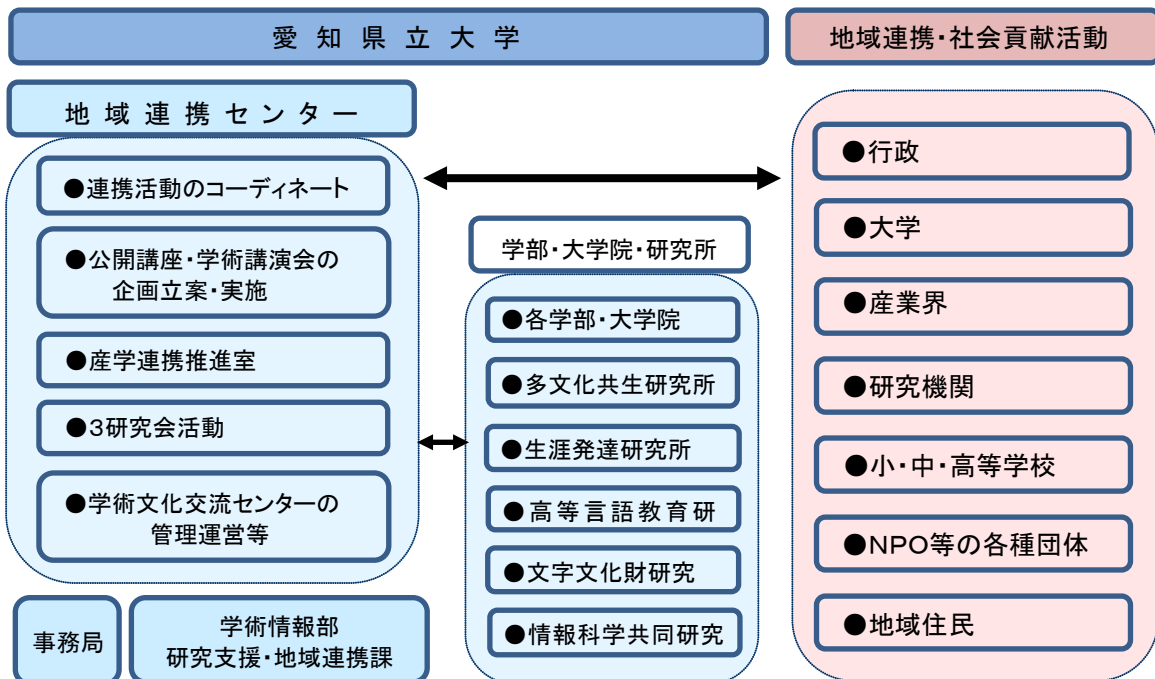 愛知県立大学
地域連携・社会貢献活動
地域連携センター
●連携活動のコーディネート
●公開講座・学術講演会の
企画立案・実施
●産学連携推進室
●3研究会活動
●学術文化交流センターの
管理運営等
事務局
学術情報部
研究支援・地域連携課
学部・大学院・研究所
●各学部・大学院
●多文化共生研究所
●生涯発達研究所
●高等言語教育研
●文字文化財研究
●情報科学共同研究
●行政
●大学
●産業界
●研究機関
●小・中・高等学校
●NPO等の各種団体
●地域住民